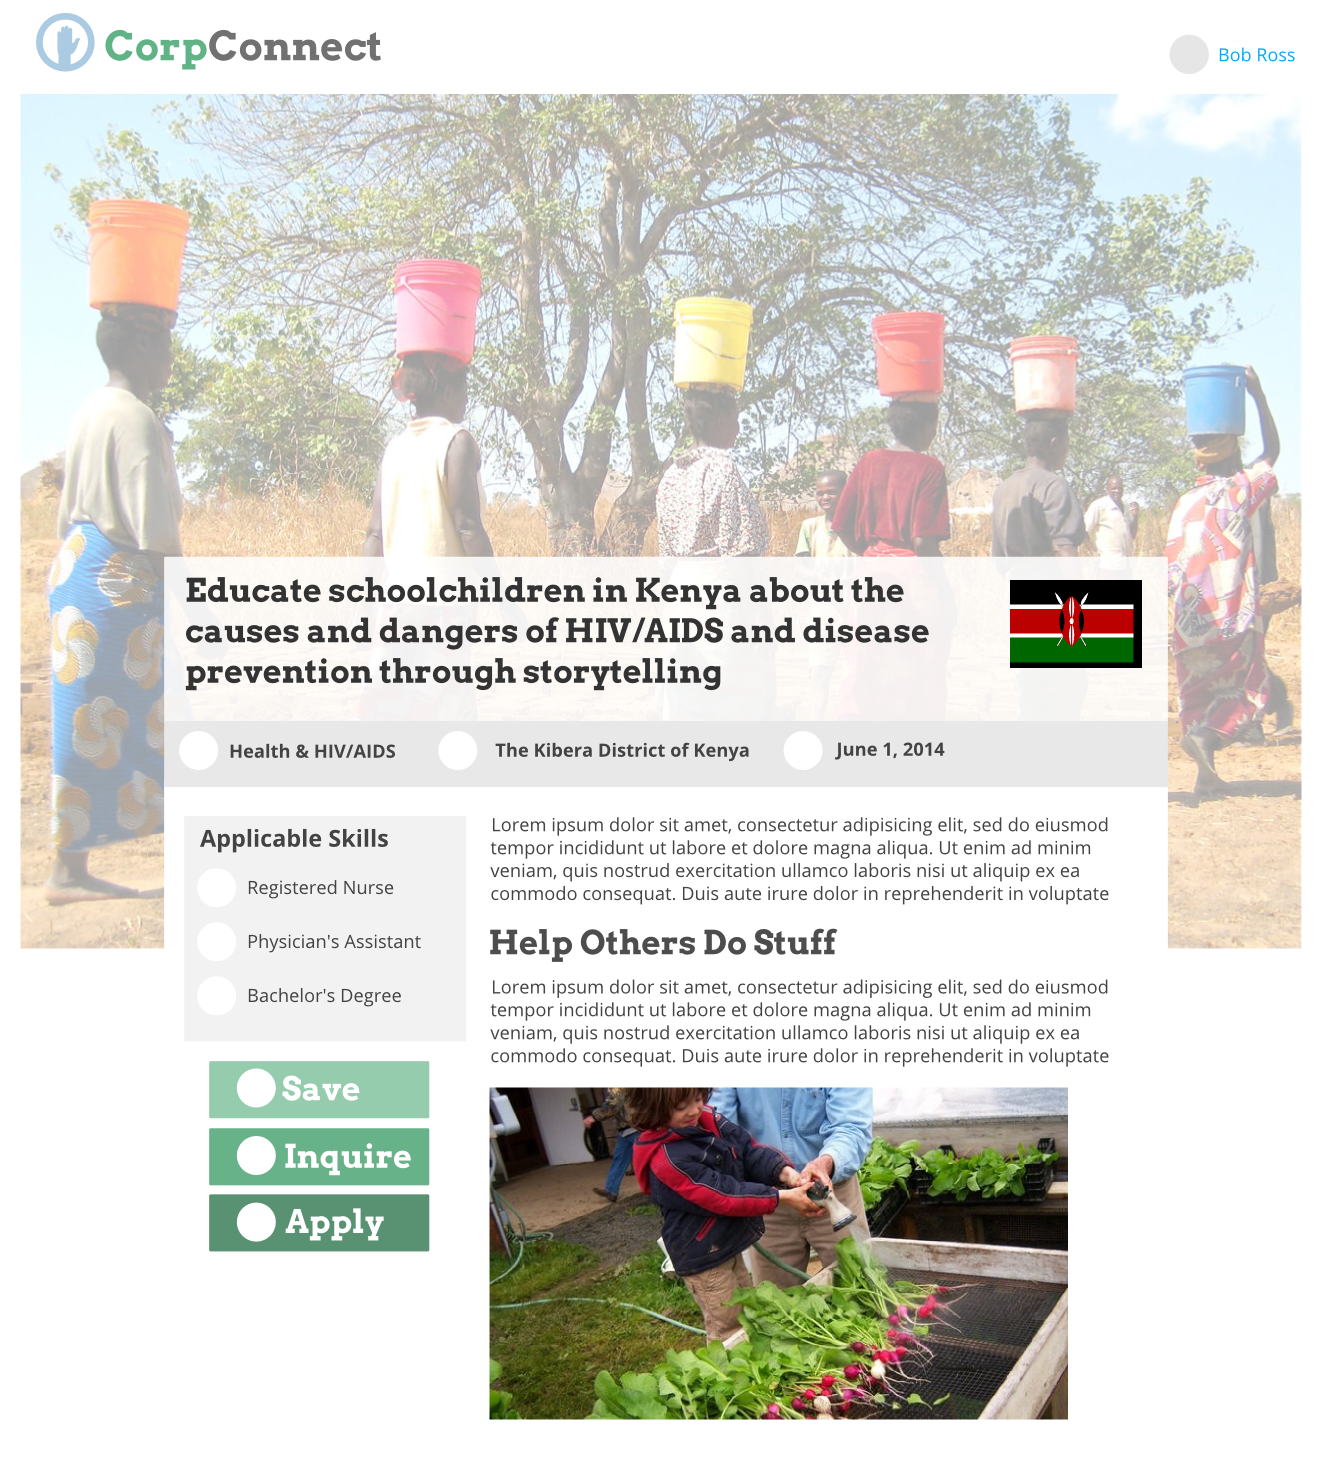 CorpConnect
Bob Ross
Educate schoolchildren in Kenya about the
causes and dangers of HIV/AIDS and disease
prevention through storytelling
Health & HIV/AIDS
The Kibera District of Kenya
June 1, 2014
Applicable Skills
Registered Nurse
Physician's Assistant
Bachelor's Degree
Save
Inquire
Apply
Lorem ipsum dolor sit amet, consectetur adipisicing elit, sed do eiusmod
tempor incididunt ut labore et dolore magna aliqua. Ut enim ad minim
veniam, quis nostrud exercitation ullamco laboris nisi ut aliquip ex ea
commodo consequat. Duis aute irure dolor in reprehenderit in voluptate
Help Others Do Stuff
Lorem ipsum dolor sit amet, consectetur adipisicing elit, sed do eiusmod
tempor incididunt ut labore et dolore magna aliqua. Ut enim ad minim
veniam, quis nostrud exercitation ullamco laboris nisi ut aliquip ex ea
commodo consequat. Duis aute irure dolor in reprehenderit in voluptate